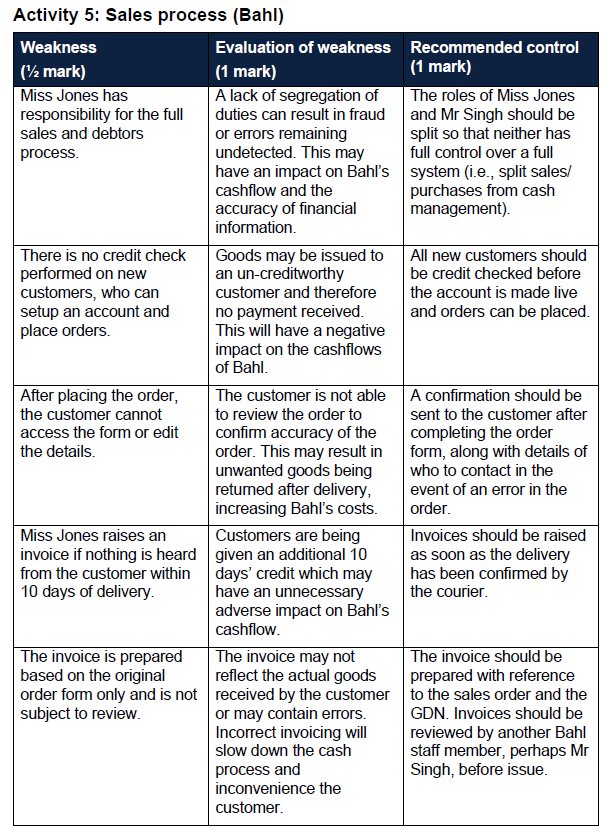 Activity 5: Sales process (Bahl)
Weakness
(½ mark)
Evaluation of weakness
(1 mark)
Recommended control
(1 mark)
Miss Jones has
responsibility for the full
sales and debtors
process.
A lack of segregation of
duties can result in fraud
or errors remaining
undetected. This may
have an impact on Bahl's
cashflow and the
accuracy of financial
information.
The roles of Miss Jones
and Mr Singh should be
split so that neither has
full control over a full
system (i.e., split sales/
purchases from cash
management).
There is no credit check
performed on new
customers, who can
setup an account and
place orders.
Goods may be issued to
an un-creditworthy
customer and therefore
no payment received.
This will have a negative
impact on the cashflows
of Bahl.
All new customers should
be credit checked before
the account is made live
and orders can be placed.
After placing the order,
the customer cannot
access the form or edit
the details.
The customer is not able
to review the order to
confirm accuracy of the
order. This may result in
unwanted goods being
returned after delivery,
increasing Bahl's costs.
A confirmation should be
sent to the customer after
completing the order
form, along with details of
who to contact in the
event of an error in the
order.
Miss Jones raises an
invoice if nothing is heard
from the customer within
10 days of delivery.
Customers are being
given an additional 10
days' credit which may
have an unnecessary
adverse impact on Bahl's
cashflow.
Invoices should be raised
as soon as the delivery
has been confirmed by
the courier.
The invoice is prepared
based on the original
order form only and is not
subject to review.
The invoice may not
reflect the actual goods
received by the customer
or may contain errors.
Incorrect invoicing will
slow down the cash
process and
inconvenience the
customer.
The invoice should be
prepared with reference
to the sales order and the
GDN. Invoices should be
reviewed by another Bahl
staff member, perhaps Mr
Singh, before issue.